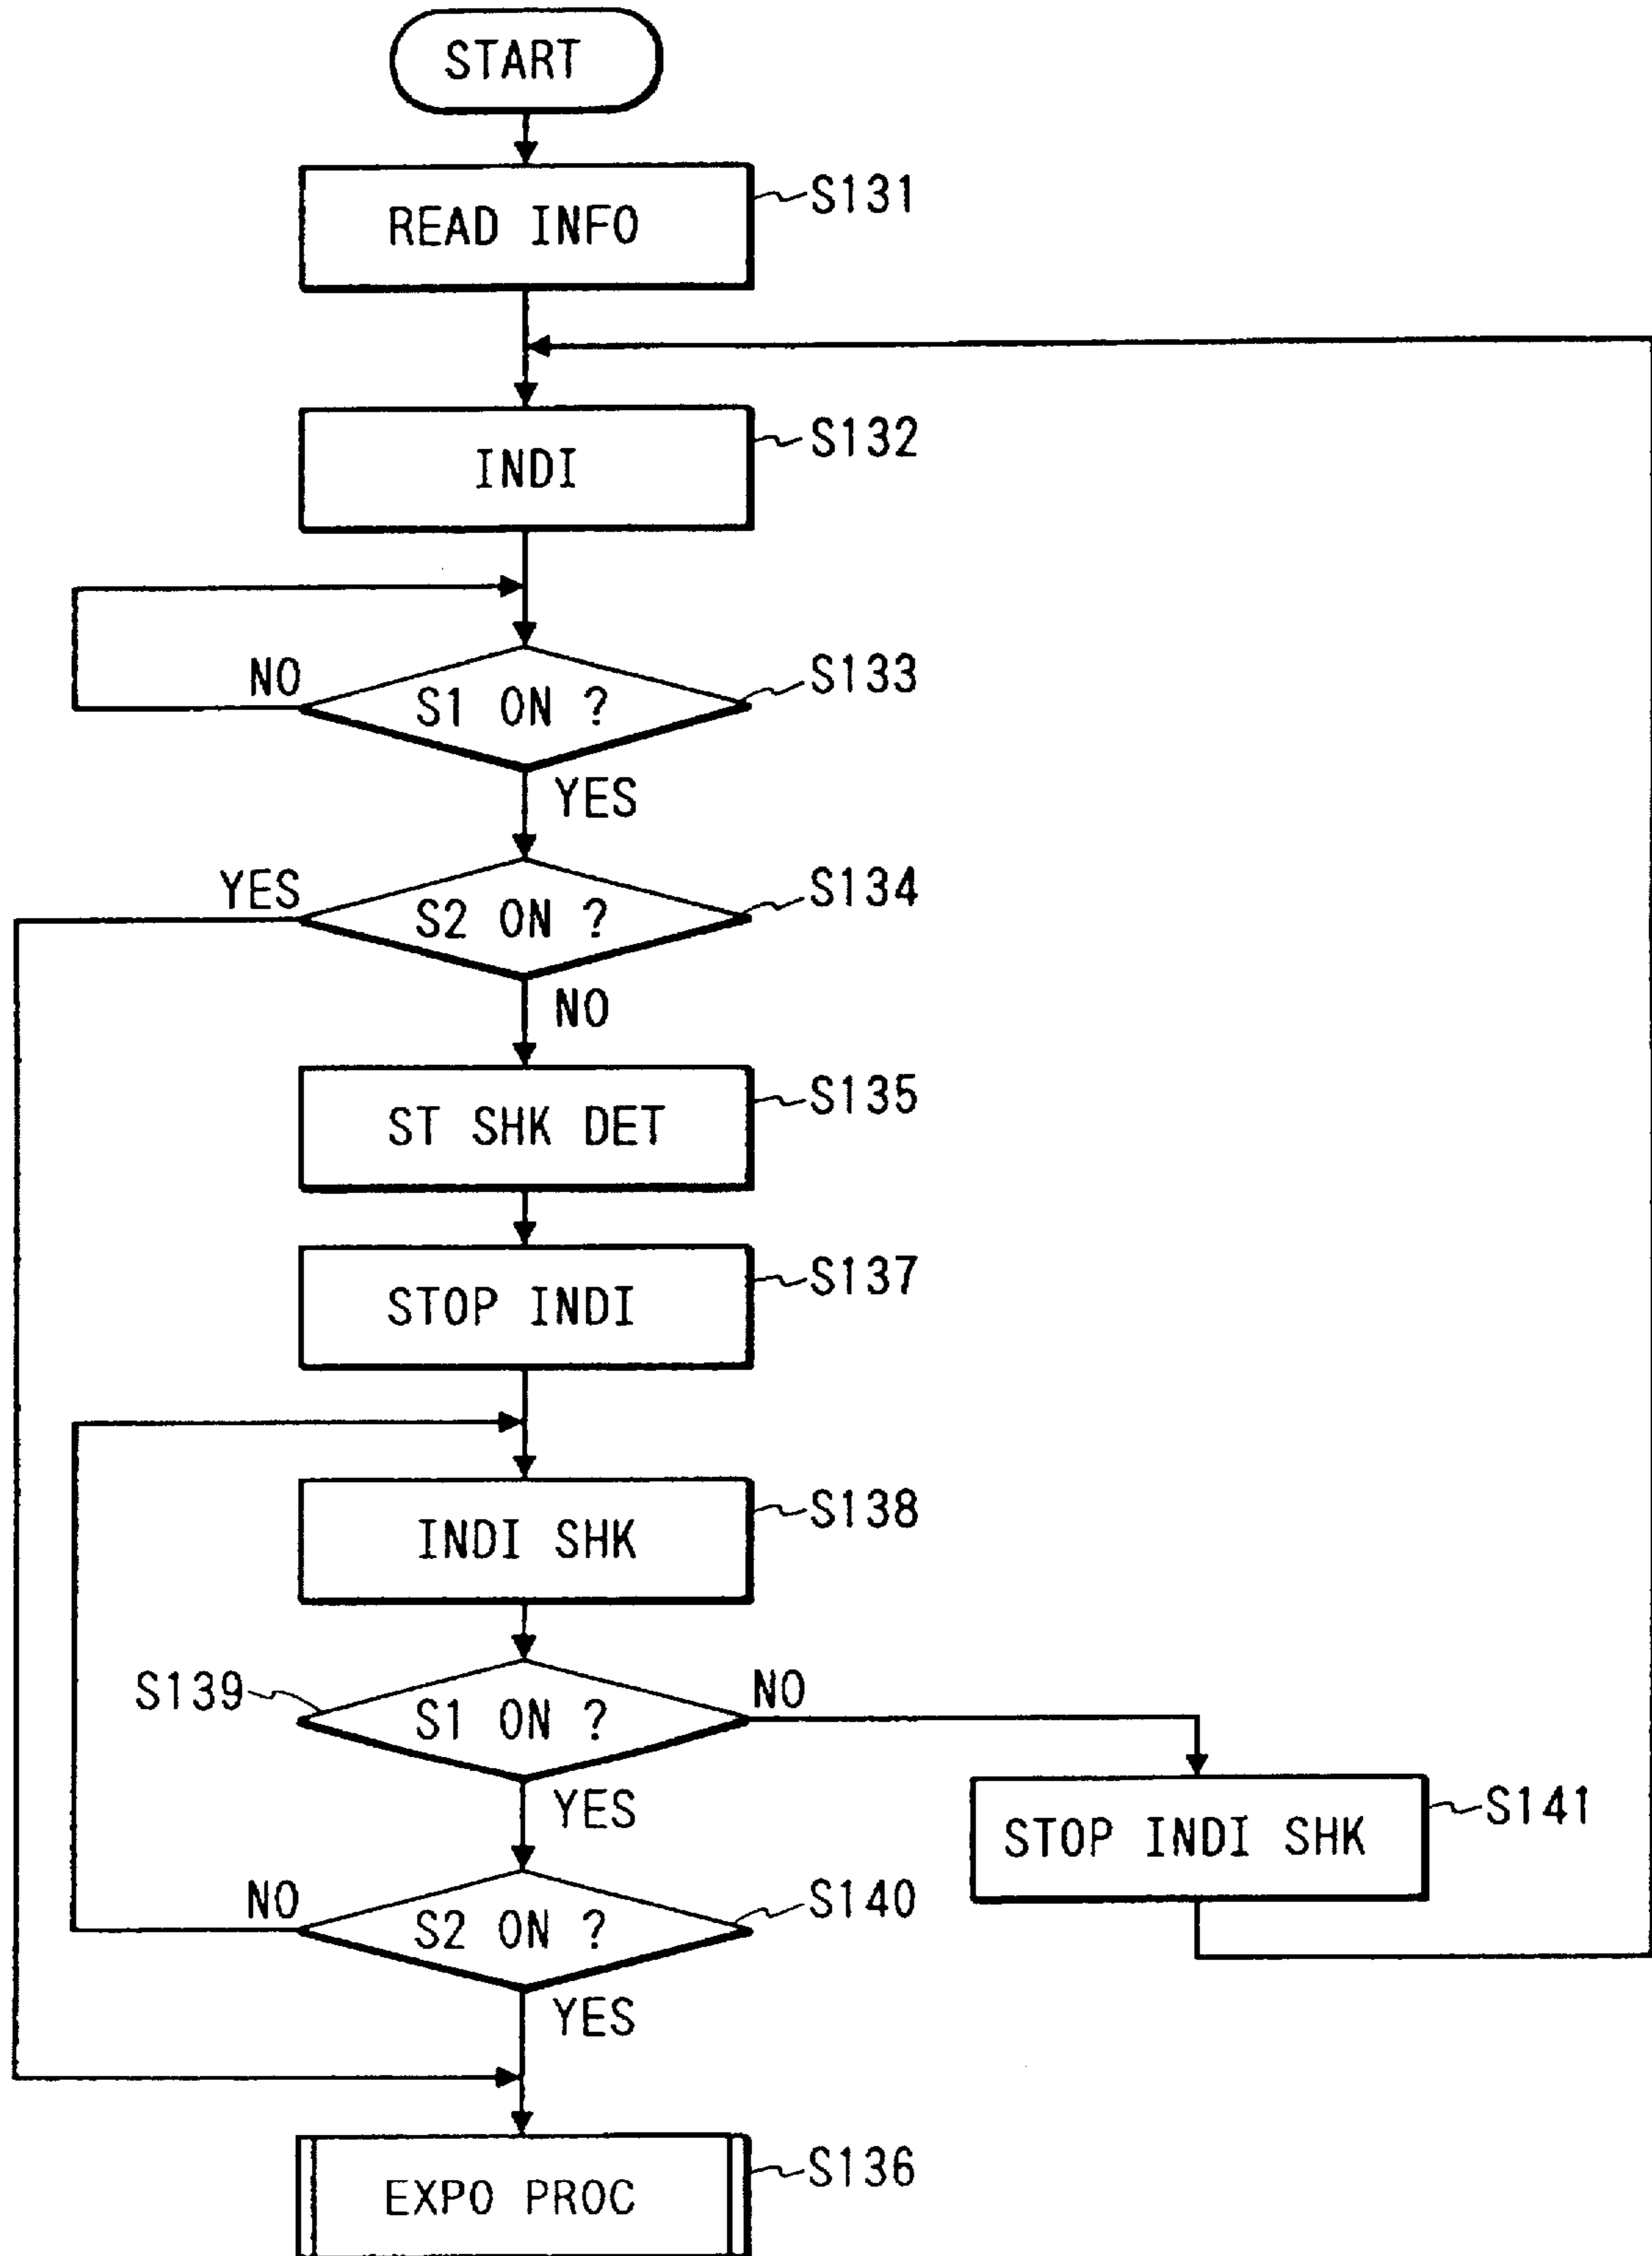 START
READ INFO
S131
INDI
S132
NO
S1 ON ?
S133
YES
YES
S2 ON ?
S134
NO
ST SHK DET
S135
STOP INDI
S137
INDI SHK
S138
S139
S1 ON ?
NO
YES
STOP INDI SHK
S141
NO
S2 ON ?
S140
YES
EXPO PROC
S136